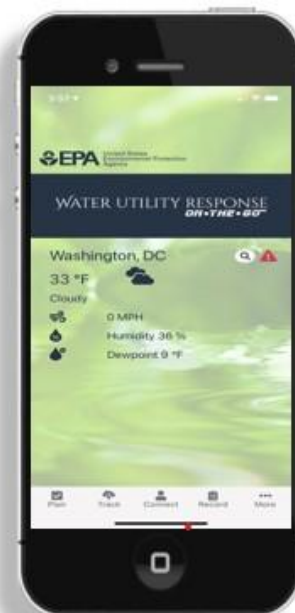 EPA United States
Environmental Protection
Agency
WATER UTILITY RESPONSE
ON•THE•GO
Washington, DC
33 °F
Cloudy
0 MPH
Humidity 36 %
Dewpoint 9 °F
Plan Track Connect Record More